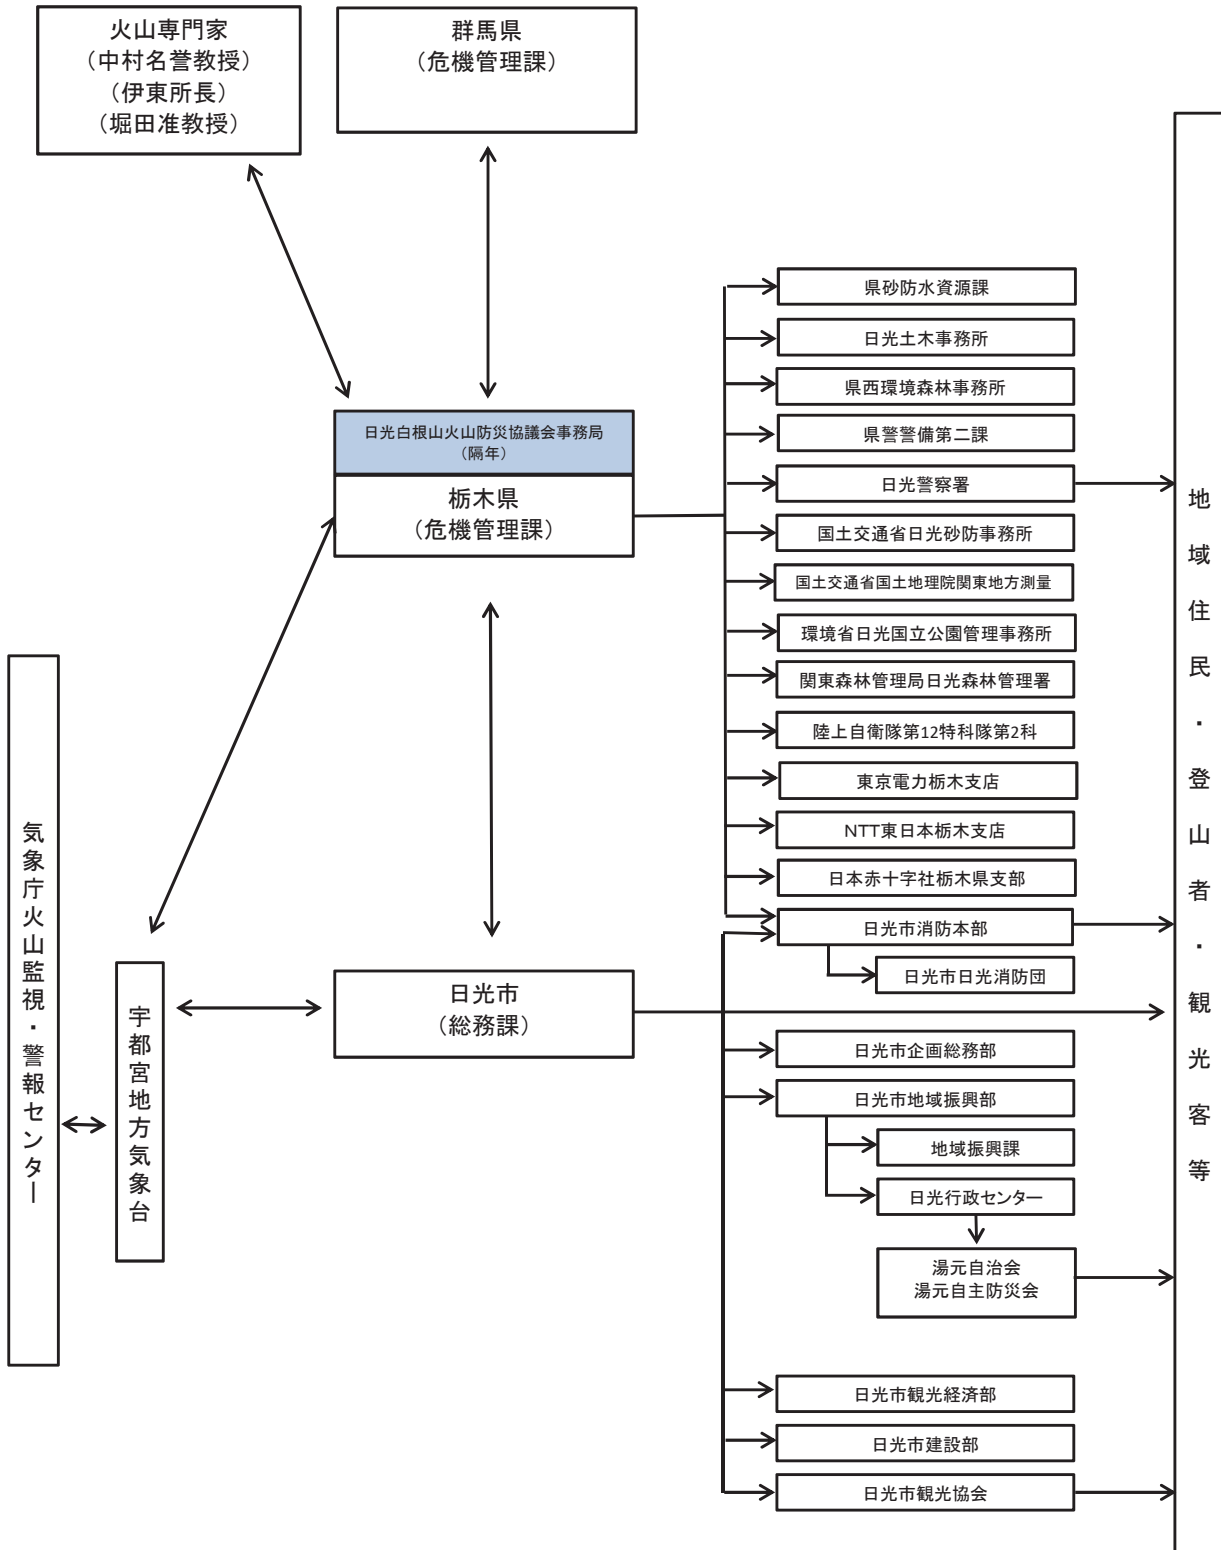 火山専門家
（中村名誉教授）
（伊東所長）
（堀田准教授）
群馬県
（危機管理課）
日光白根山火山防災協議会事務局
（隔年）
栃木県
（危機管理課）
県砂防水資源課
日光土木事務所
県西環境森林事務所
県警警備第二課
日光警察署
国土交通省日光砂防事務所
国土交通省国土地理院関東地方測量
環境省日光国立公園管理事務所
関東森林管理局日光森林管理署
陸上自衛隊第12特科隊第2科
東京電力栃木支店
NTT東日本栃木支店
日本赤十字社栃木県支部
日光市消防本部
日光市日光消防団
気象庁火山監視・警報センター
宇都宮地方気象台
日光市
（総務課）
日光市企画総務部
日光市地域振興部
地域振興課
日光行政センター
湯元自治会
湯元自主防災会
日光市観光経済部
日光市建設部
日光市観光協会
地域住民・登山者・観光客等